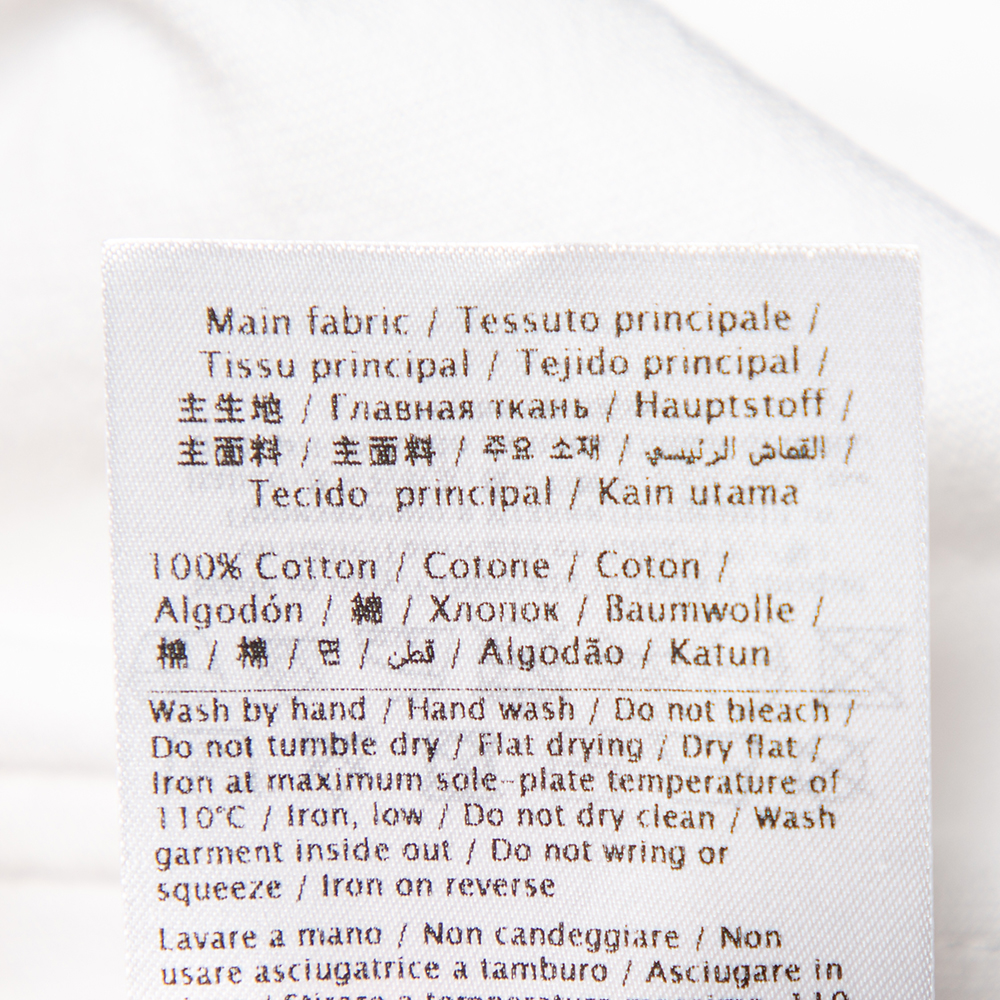 Main fabric / Tessuto principale /
Tissu principal / Tejido principal /
主生地 / Главная ткань / Hauptstoff /
主面料 / 主面料 / 주요 소재 / القماش الرئيسي /
Tecido principal / Kain utama
100% Cotton / Cotone / Coton /
Algodón / 綿 / Хлопок / Baumwolle /
棉 / 棉 / 면 / قطن / Algodão / Katun
Wash by hand / Hand wash / Do not bleach /
Do not tumble dry / Flat drying / Dry flat /
Iron at maximum sole-plate temperature of
110°C / Iron, low / Do not dry clean / Wash
garment inside out / Do not wring or
squeeze / Iron on reverse
Lavare a mano / Non candeggiare / Non
usare asciugatrice a tamburo / Asciugare in